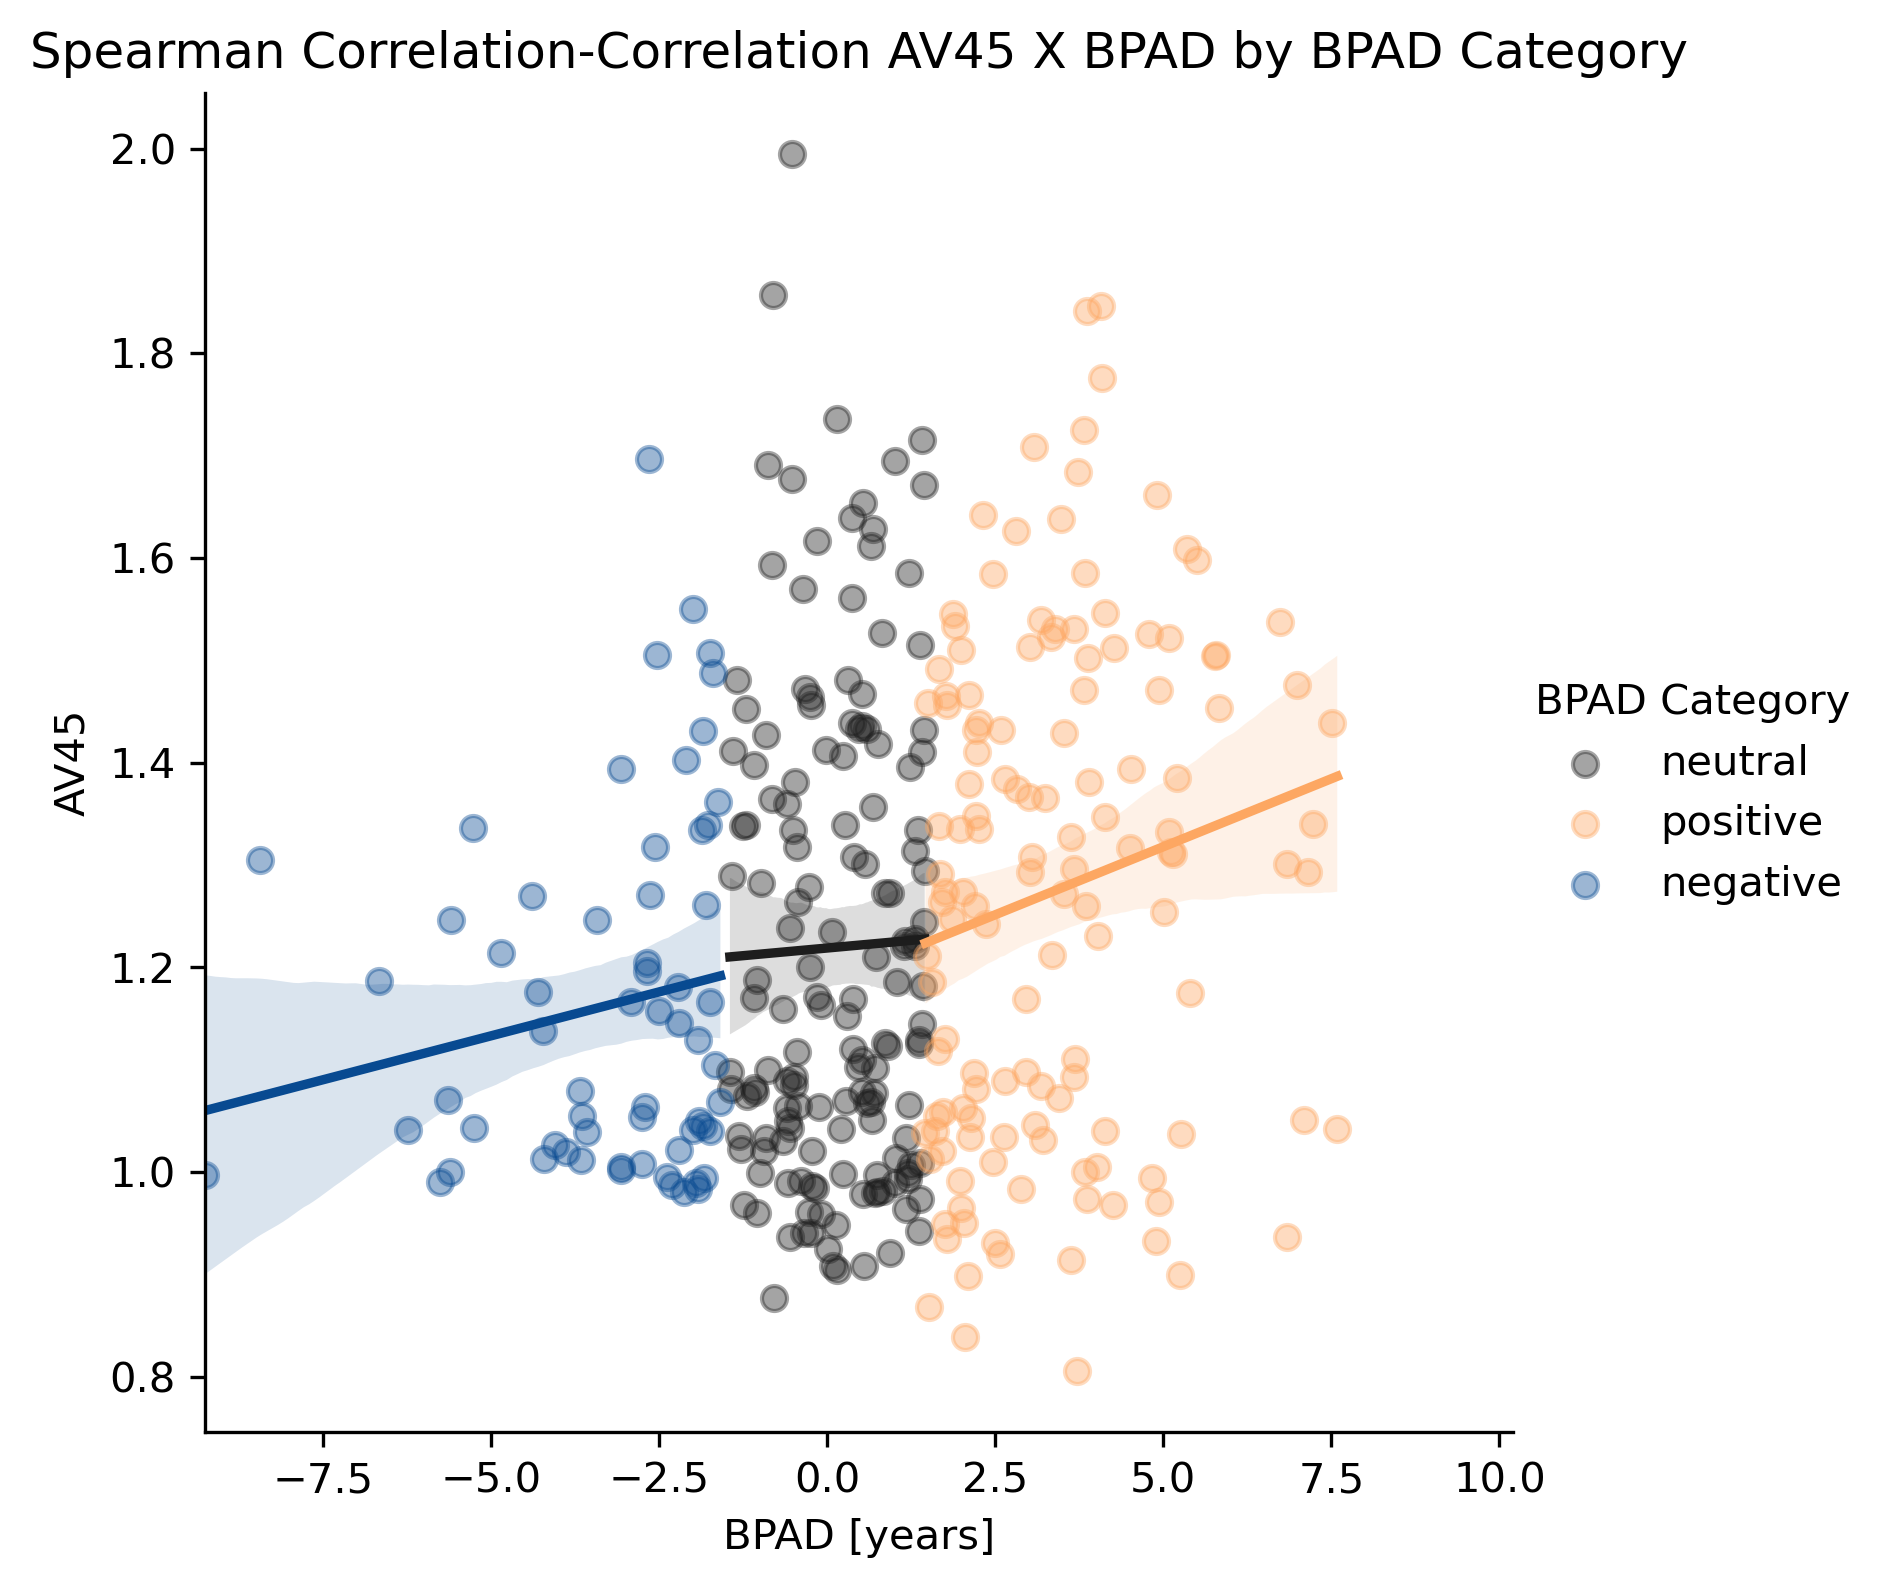 Spearman Correlation-Correlation AV45 X BPAD by BPAD Category
2.0
1.8
1.6
1.4
1.2
1.0
0.8
AV45
−7.5
−5.0
−2.5
0.0
2.5
5.0
7.5
10.0
BPAD [years]
BPAD Category
neutral
positive
negative